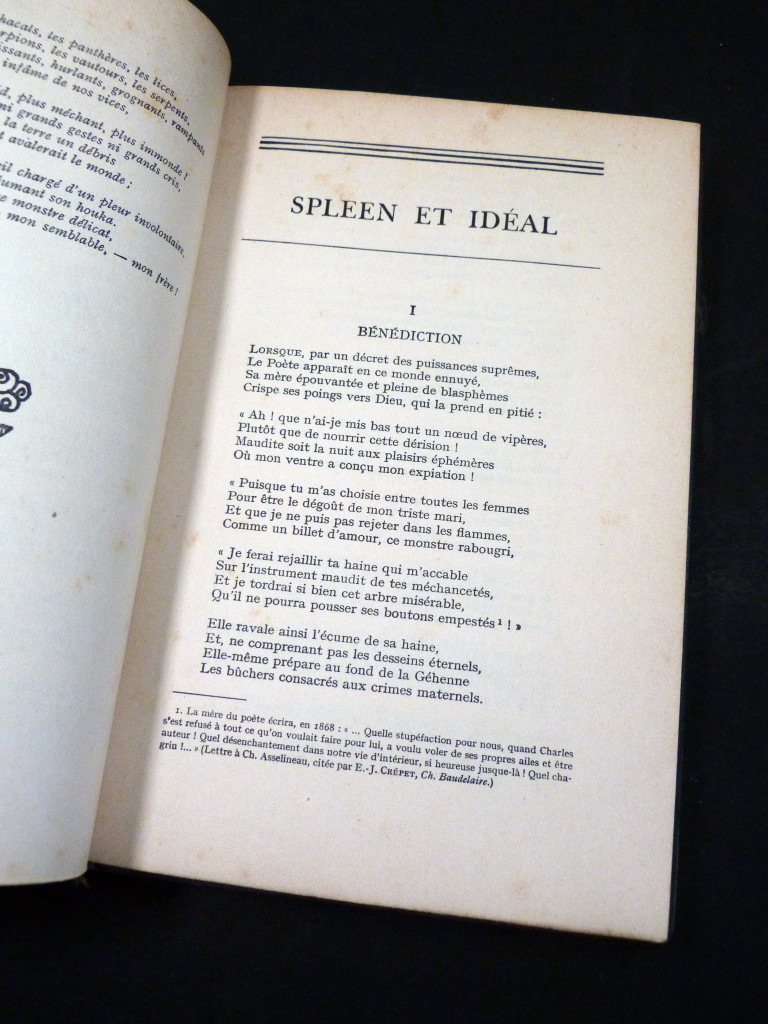 hacals, les panthères, les lices,
rpions, les vautours, les serpents,
issants, hurlants, grognants, rampants
infâme de nos vices,
d, plus méchant, plus immonde !
ni grands gestes ni grands cris,
la terre un débris
t avalerait le monde ;
il chargé d'un pleur involontaire,
fumant son houka.
e monstre délicat,
mon semblable, — mon frère !
SPLEEN ET IDÉAL
I
BÉNÉDICTION
LORSQUE, par un décret des puissances suprêmes,
Le Poète apparaît en ce monde ennuyé,
Sa mère épouvantée et pleine de blasphèmes
Crispe ses poings vers Dieu, qui la prend en pitié :
« Ah ! que n'ai-je mis bas tout un nœud de vipères,
Plutôt que de nourrir cette dérision !
Maudite soit la nuit aux plaisirs éphémères
Où mon ventre a conçu mon expiation !
« Puisque tu m'as choisie entre toutes les femmes
Pour être le dégoût de mon triste mari,
Et que je ne puis pas rejeter dans les flammes,
Comme un billet d'amour, ce monstre rabougri,
« Je ferai rejaillir ta haine qui m'accable
Sur l'instrument maudit de tes méchancetés,
Et je tordrai si bien cet arbre misérable,
Qu'il ne pourra pousser ses boutons empestés¹ ! »
Elle ravale ainsi l'écume de sa haine,
Et, ne comprenant pas les desseins éternels,
Elle-même prépare au fond de la Géhenne
Les bûchers consacrés aux crimes maternels.
1. La mère du poète écrira, en 1868 : « ... Quelle stupéfaction pour nous, quand Charles
s'est refusé à tout ce qu'on voulait faire pour lui, a voulu voler de ses propres ailes et être
auteur ! Quel désenchantement dans notre vie d'intérieur, si heureuse jusque-là ! Quel cha-
grin !... » (Lettre à Ch. Asselineau, citée par E.-J. CRÉPET, Ch. Baudelaire.)